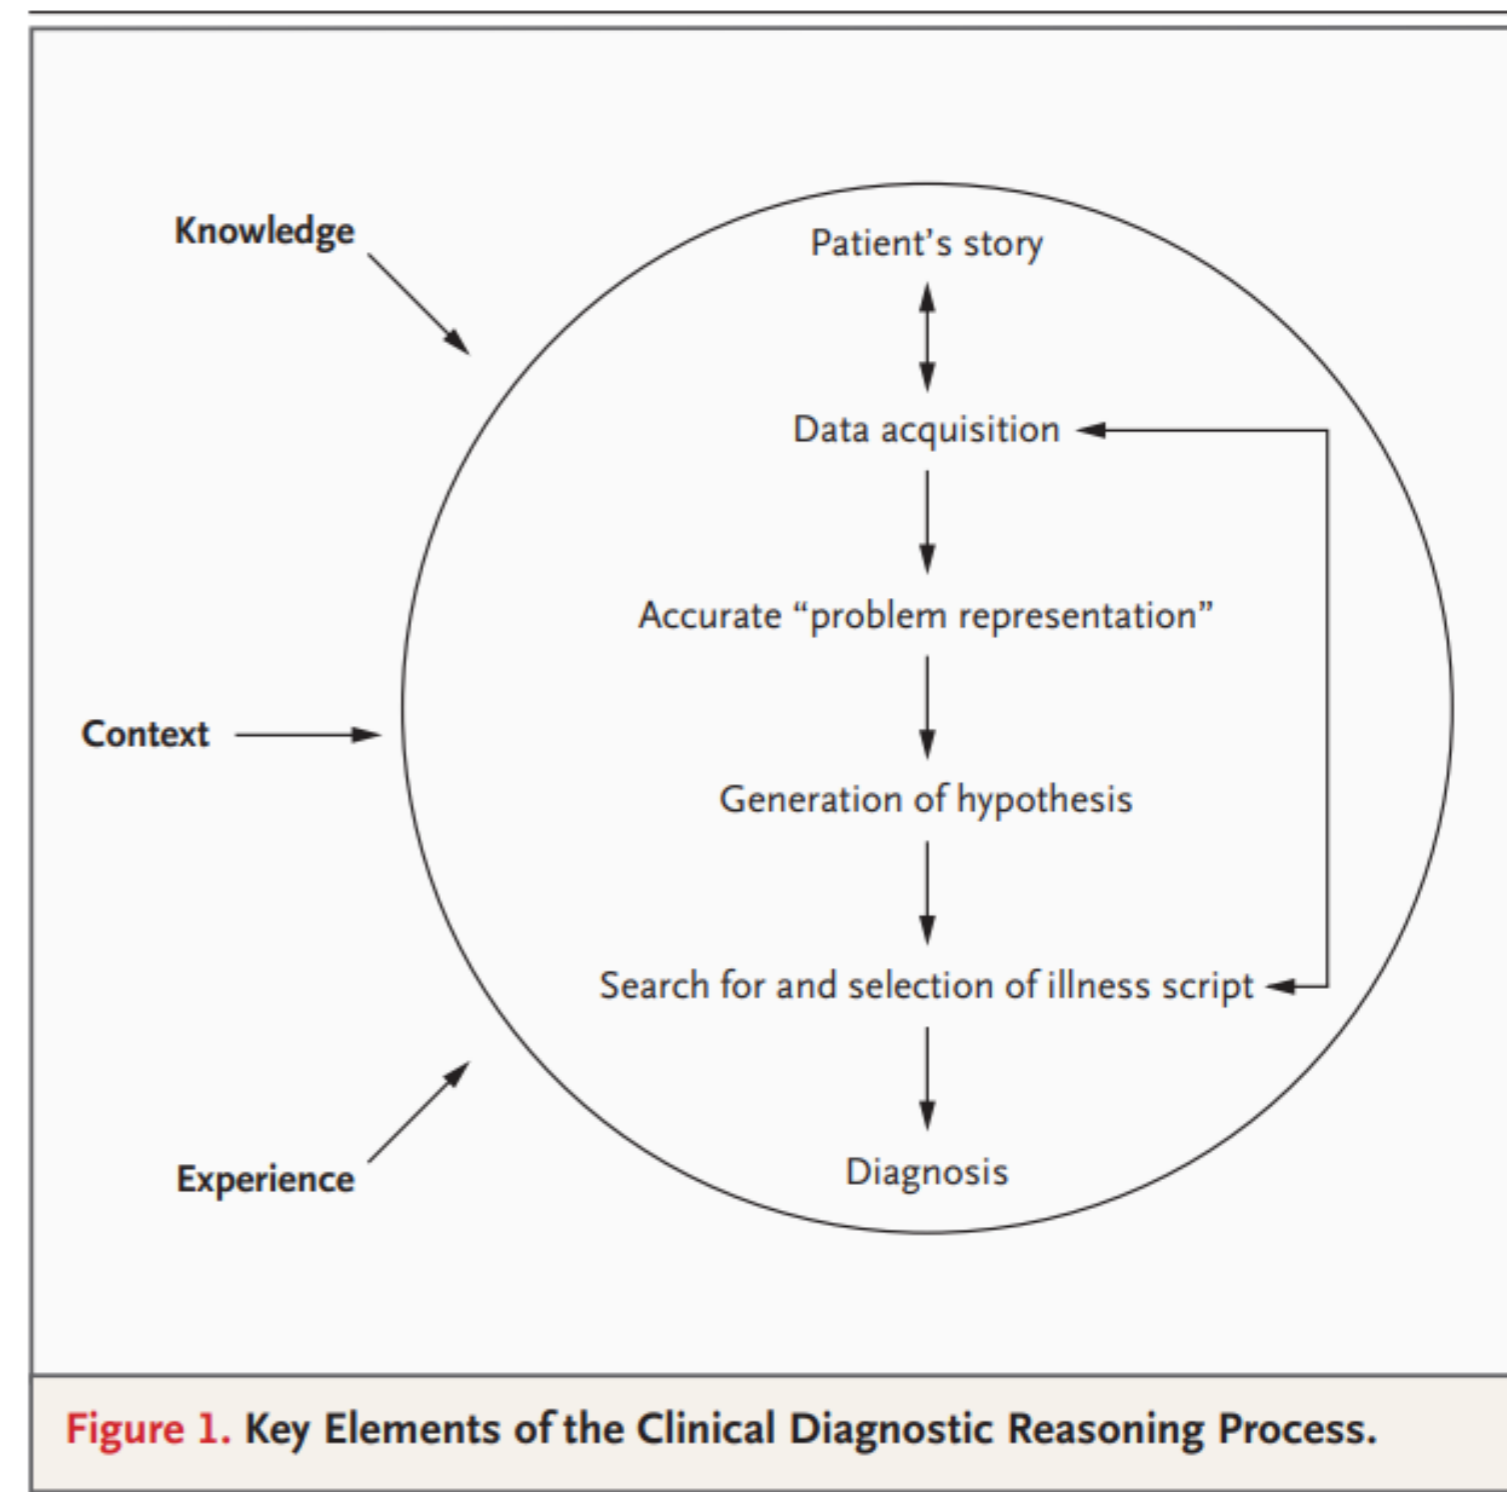 Knowledge
Patient’s story
Data acquisition
Accurate “problem representation”
Context
Generation of hypothesis
Search for and selection of illness script
Experience
Diagnosis
Figure 1. Key Elements of the Clinical Diagnostic Reasoning Process.